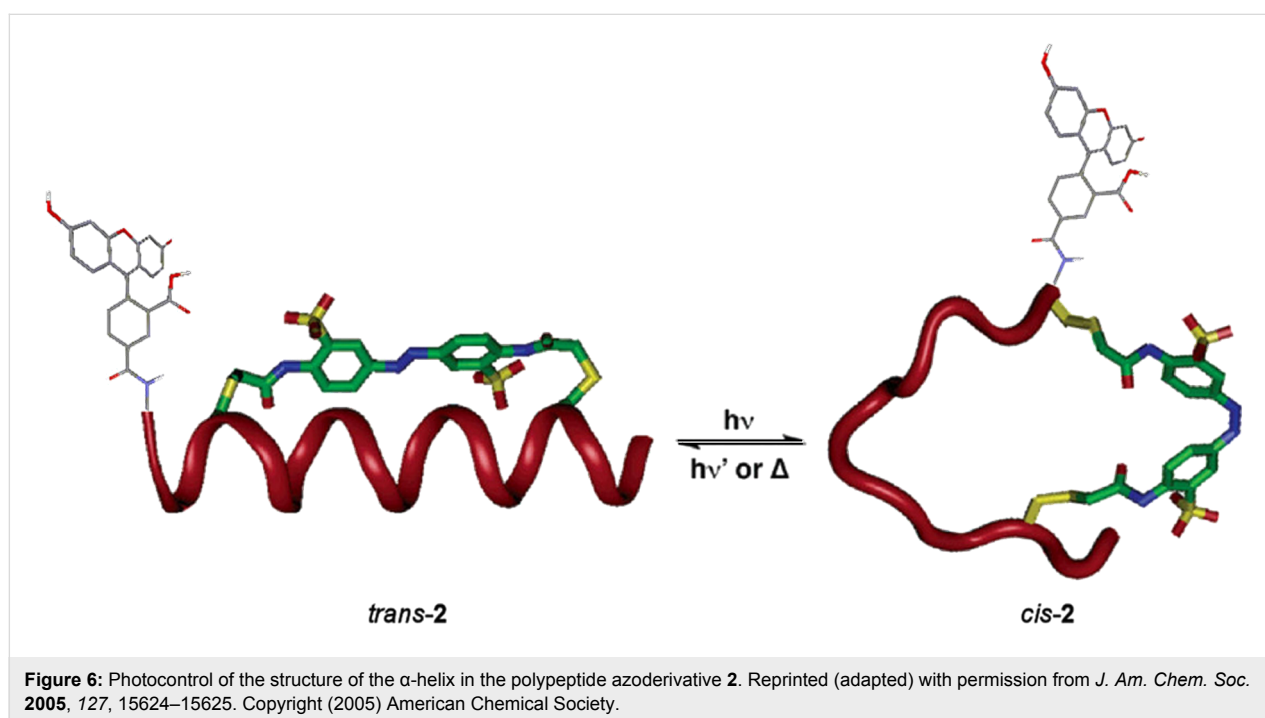 hν
hν' or Δ
trans-2
cis-2
Figure 6: Photocontrol of the structure of the α-helix in the polypeptide azoderivative 2. Reprinted (adapted) with permission from J. Am. Chem. Soc.
2005, 127, 15624–15625. Copyright (2005) American Chemical Society.